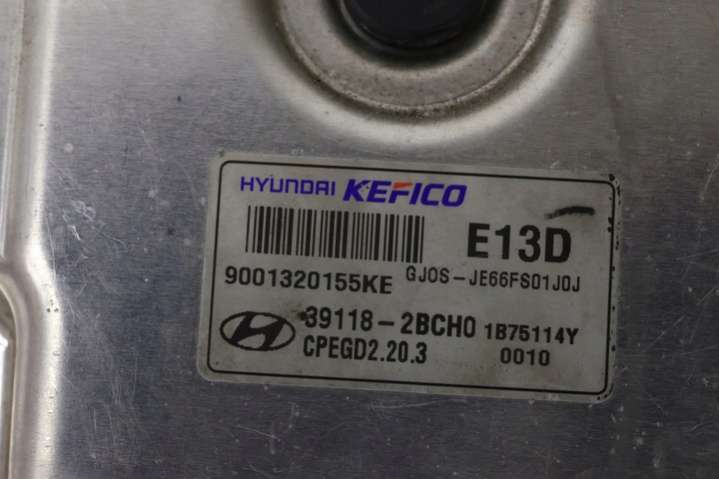 HYUNDAI KEFICO
E13D
9001320155KE
GJOS-JE66FS01J0J
39118-2BCH0 1B75114Y
CPEGD2.20.3 0010